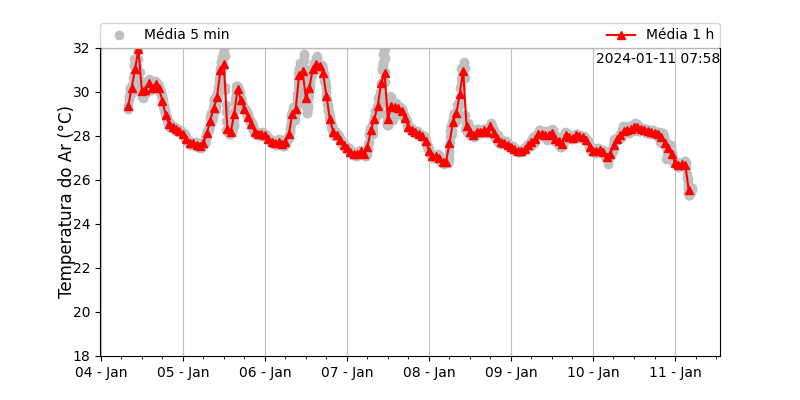 Média 5 min
Média 1 h
2024-01-11 07:58
Temperatura do Ar (°C)
32
30
28
26
24
22
20
18
04 - Jan
05 - Jan
06 - Jan
07 - Jan
08 - Jan
09 - Jan
10 - Jan
11 - Jan